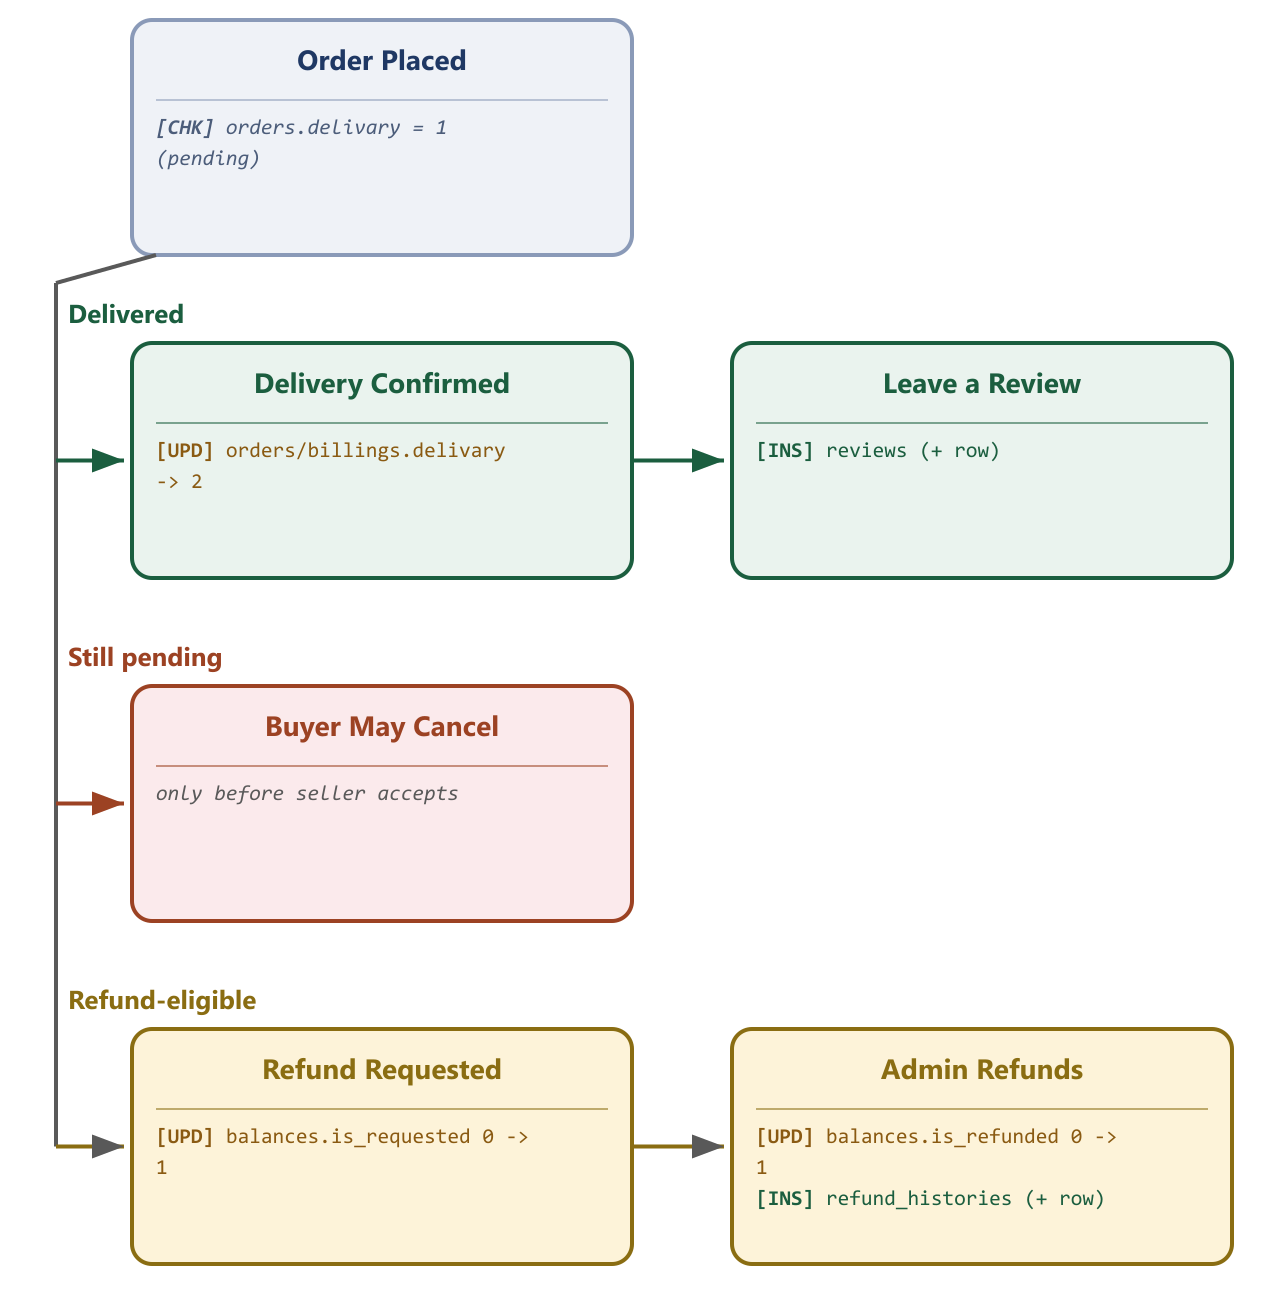 Order Placed
[CHK] orders.delivary = 1
(pending)
Delivered
Delivery Confirmed
[UPD] orders/billings.delivary
-> 2
Leave a Review
[INS] reviews (+ row)
Still pending
Buyer May Cancel
only before seller accepts
Refund-eligible
Refund Requested
[UPD] balances.is_requested 0 ->
1
Admin Refunds
[UPD] balances.is_refunded 0 ->
1
[INS] refund_histories (+ row)